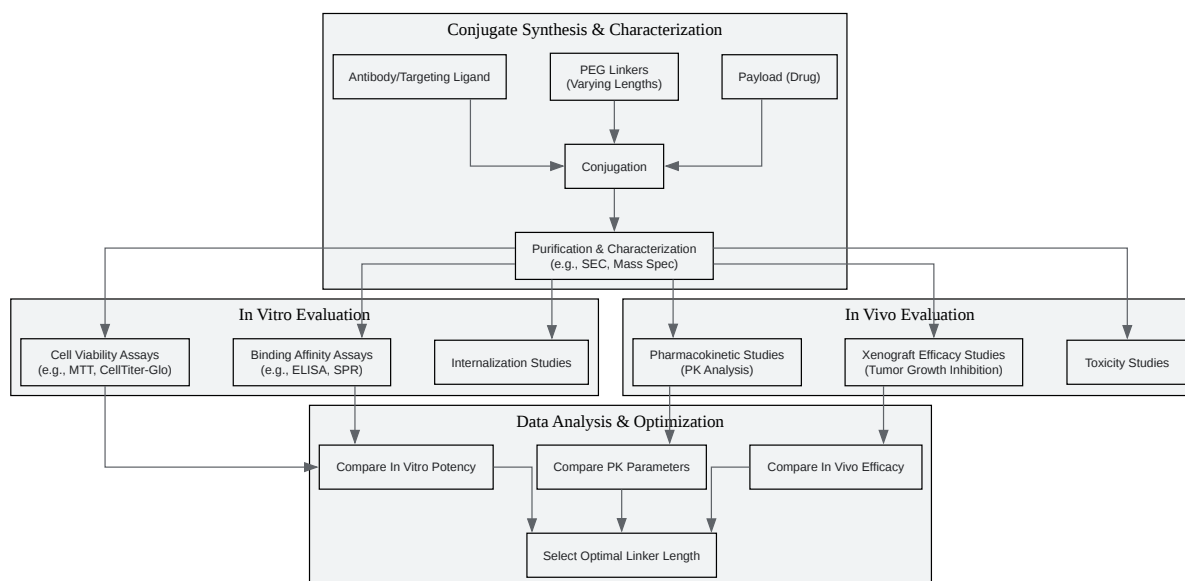 Conjugate Synthesis & Characterization
Antibody/Targeting Ligand
PEG Linkers
(Varying Lengths)
Payload (Drug)
Conjugation
Purification & Characterization
(e.g., SEC, Mass Spec)
In Vitro Evaluation
Cell Viability Assays
(e.g., MTT, CellTiter-Glo)
Binding Affinity Assays
(e.g., ELISA, SPR)
Internalization Studies
In Vivo Evaluation
Pharmacokinetic Studies
(PK Analysis)
Xenograft Efficacy Studies
(Tumor Growth Inhibition)
Toxicity Studies
Data Analysis & Optimization
Compare In Vitro Potency
Compare PK Parameters
Compare In Vivo Efficacy
Select Optimal Linker Length